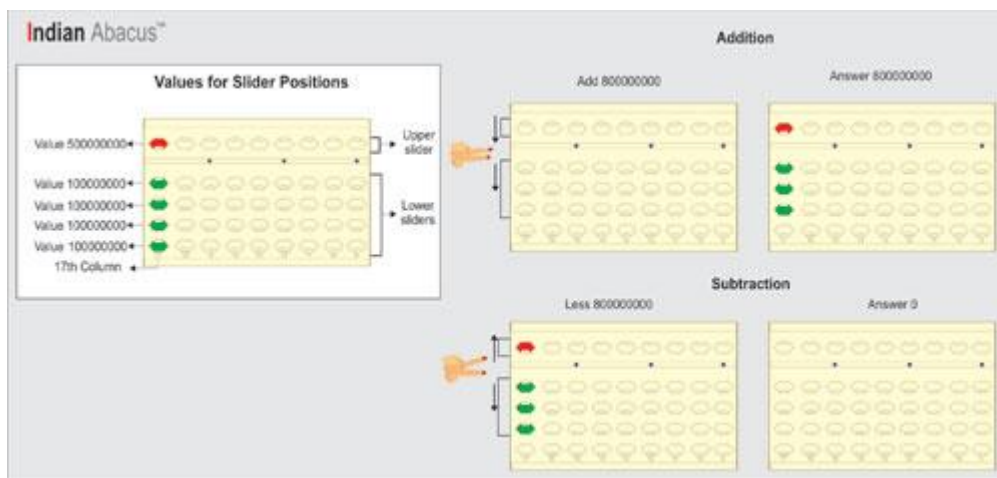 Indian Abacus™
Values for Slider Positions
Value 500000000
Value 100000000
Value 100000000
Value 100000000
Value 100000000
17th Column
Upper
slider
Lower
sliders
Addition
Add 800000000
Answer 800000000
Subtraction
Less 800000000
Answer 0